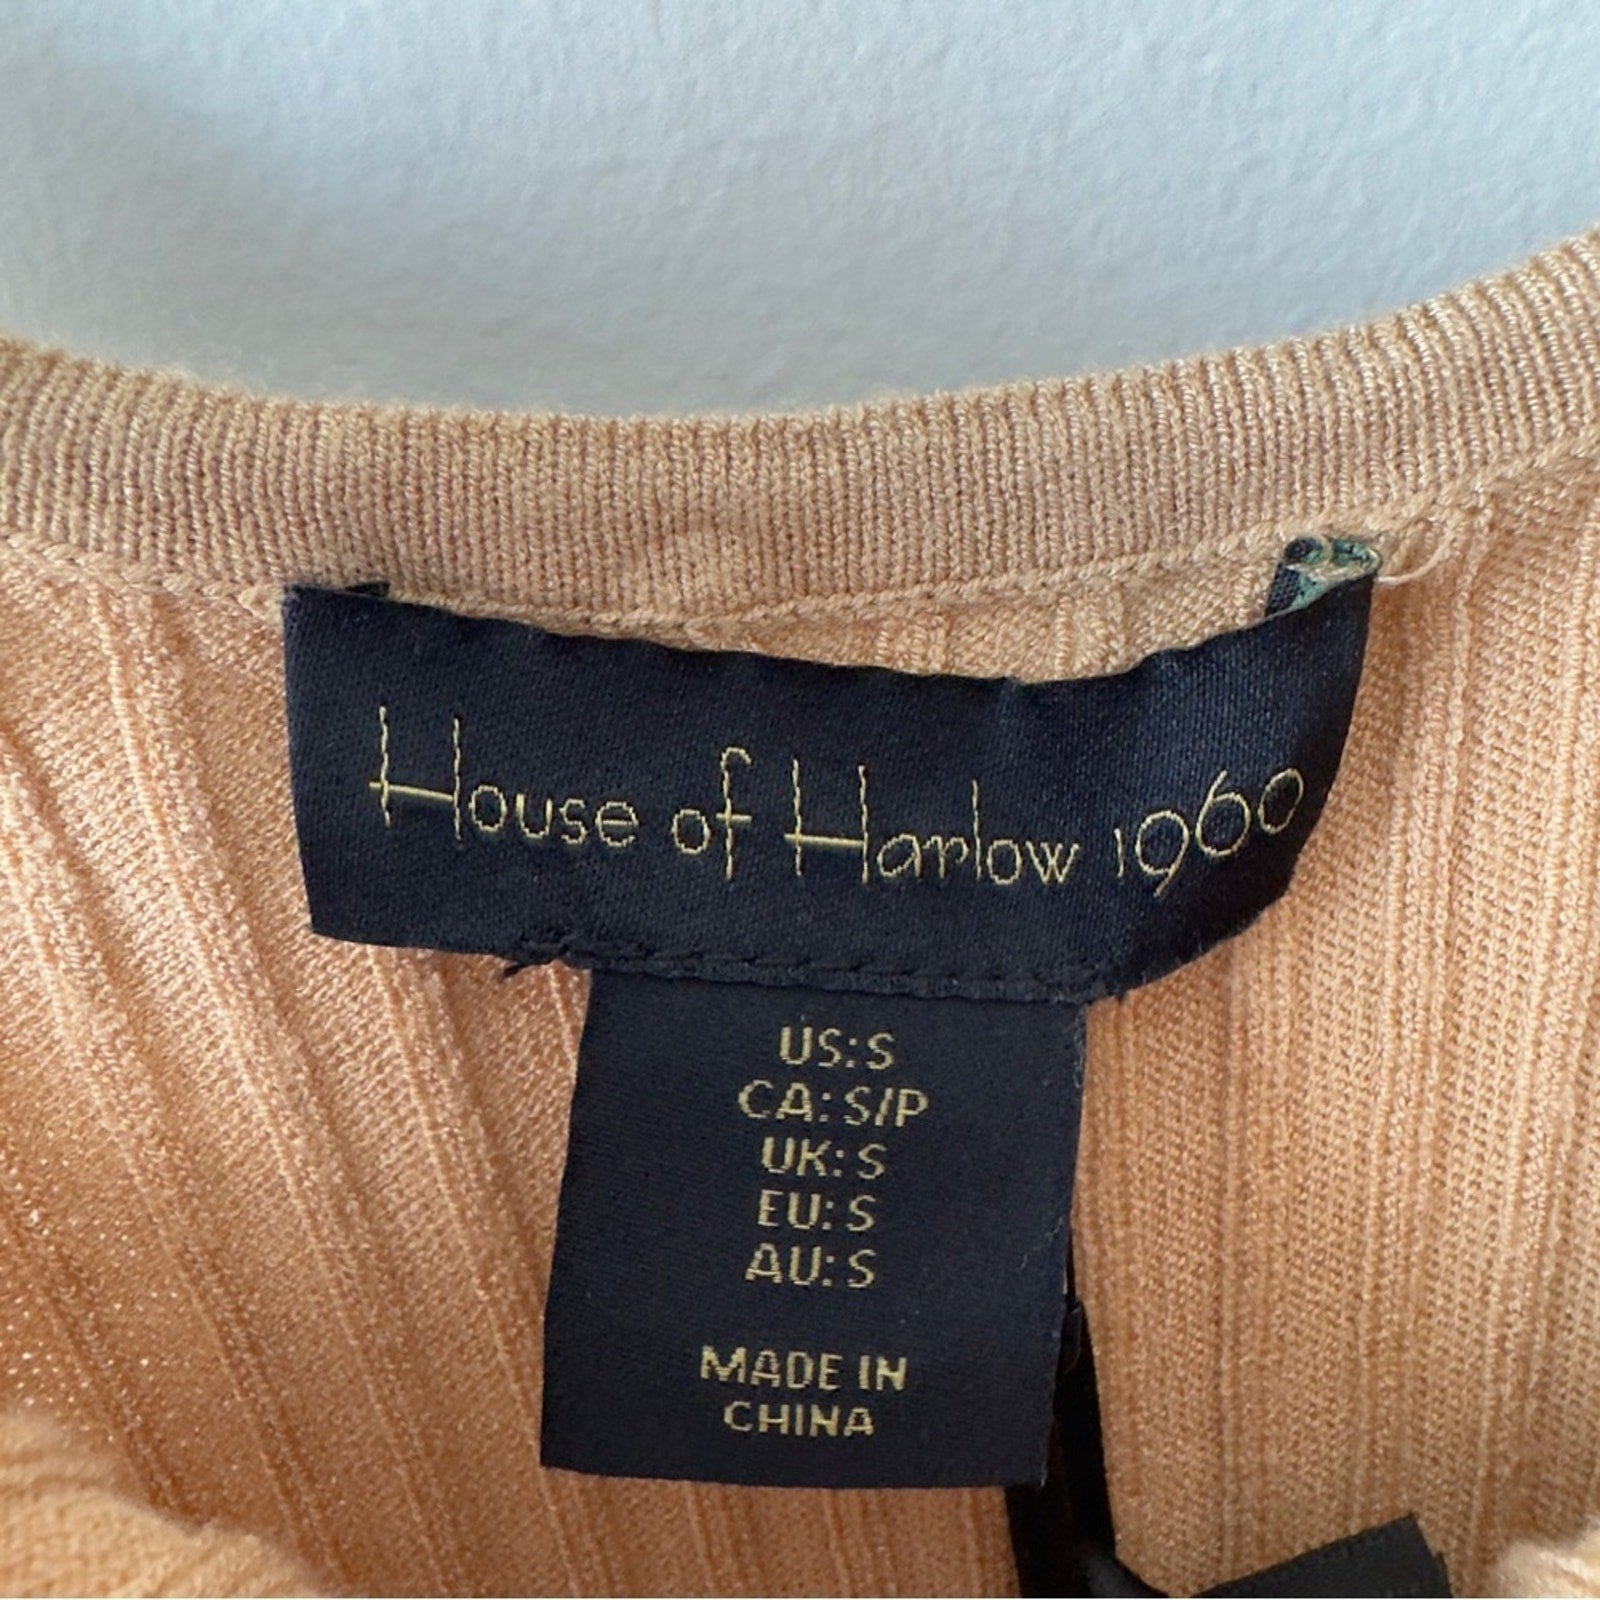 House of Harlow 1960
US: S
CA: S/P
UK: S
EU: S
AU: S
MADE IN
CHINA